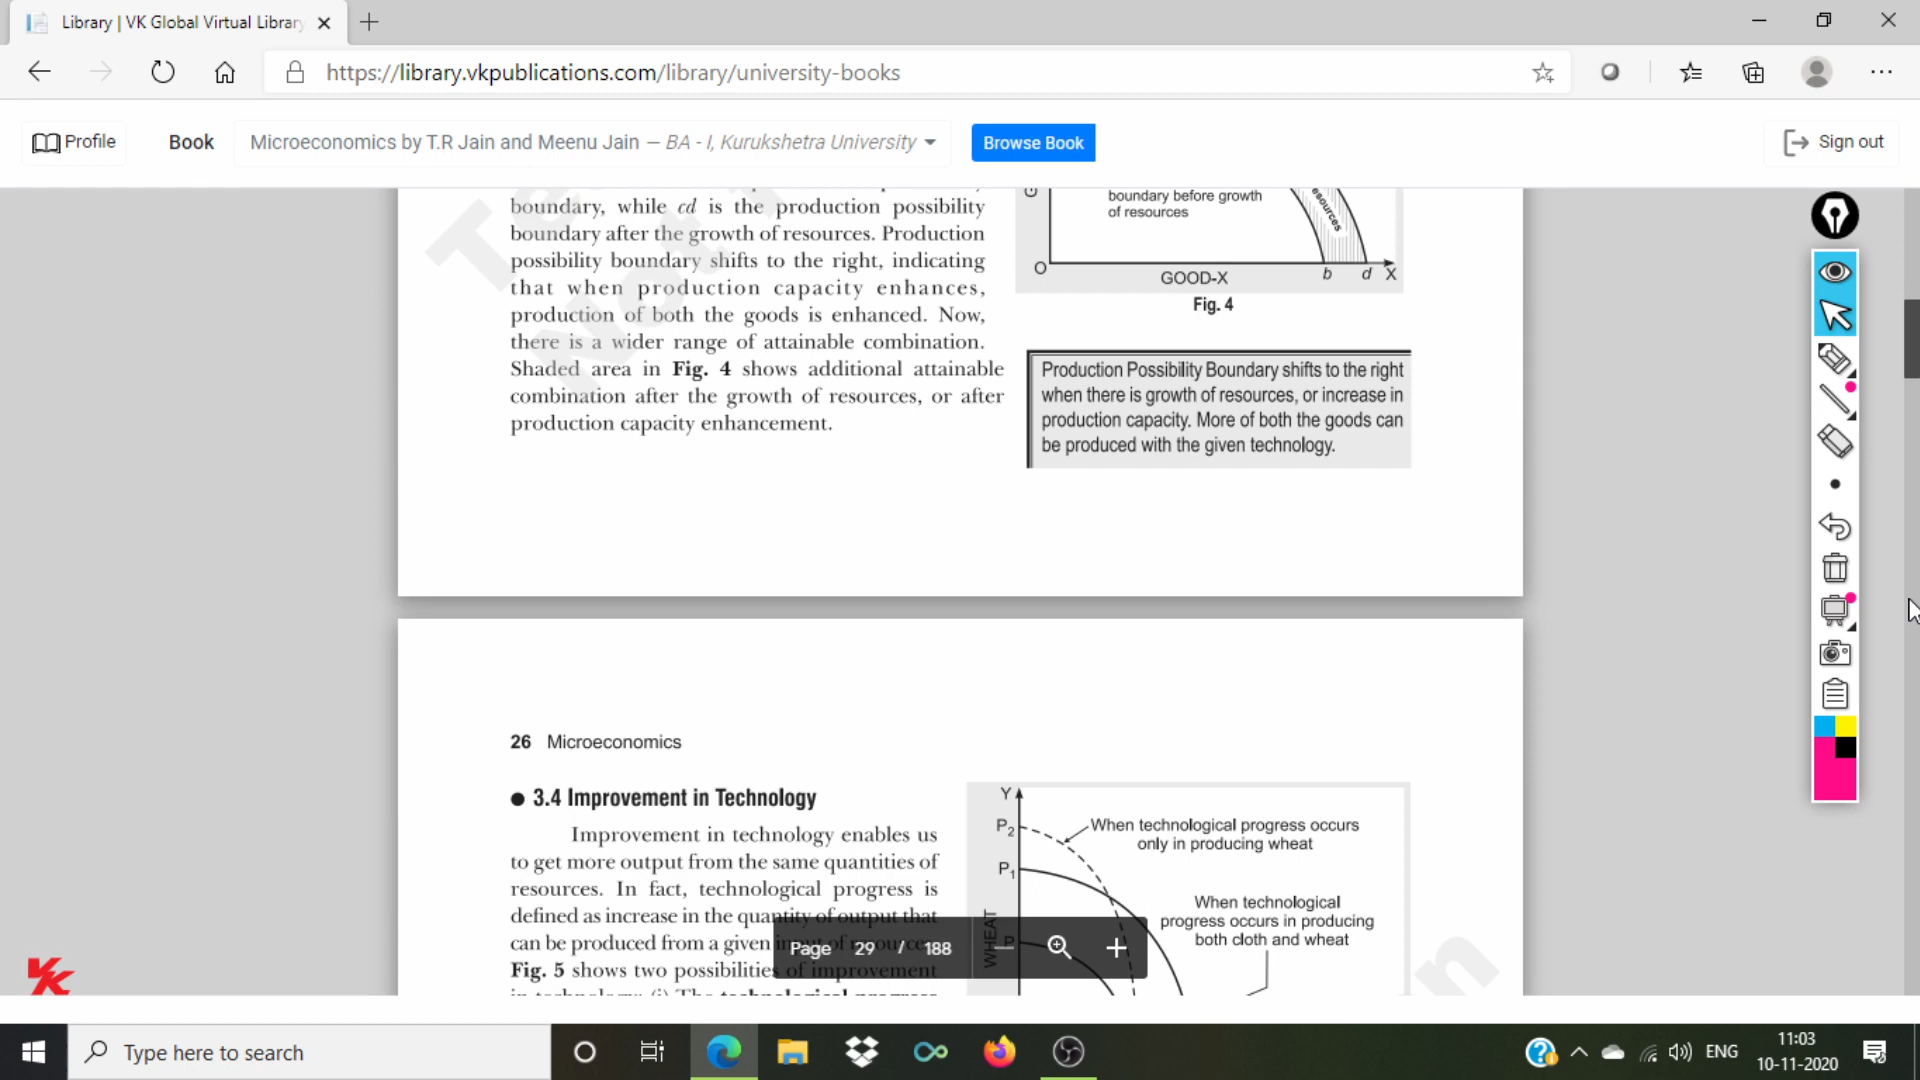 Library | VK Global Virtual Library
https://library.vkpublications.com/library/university-books
Profile
Book
Microeconomics by T.R Jain and Meenu Jain — BA - I, Kurukshetra University
Browse Book
Sign out
boundary, while cd is the production possibility
boundary after the growth of resources. Production
possibility boundary shifts to the right, indicating
that when production capacity enhances,
production of both the goods is enhanced. Now,
there is a wider range of attainable combination.
Shaded area in Fig. 4 shows additional attainable
combination after the growth of resources, or after
production capacity enhancement.
boundary before growth
of resources
O
GOOD-X
b
d
X
Fig. 4
Production Possibility Boundary shifts to the right
when there is growth of resources, or increase in
production capacity. More of both the goods can
be produced with the given technology.
26 Microeconomics
● 3.4 Improvement in Technology
Improvement in technology enables us
to get more output from the same quantities of
resources. In fact, technological progress is
defined as increase in the quantity of output that
can be produced from a given input of resources
Fig. 5 shows two possibilities of improvement
Y
P2
P1
P
WHEAT
When technological progress occurs
only in producing wheat
When technological
progress occurs in producing
both cloth and wheat
Page 29 / 188
Type here to search
ENG
11:03
10-11-2020